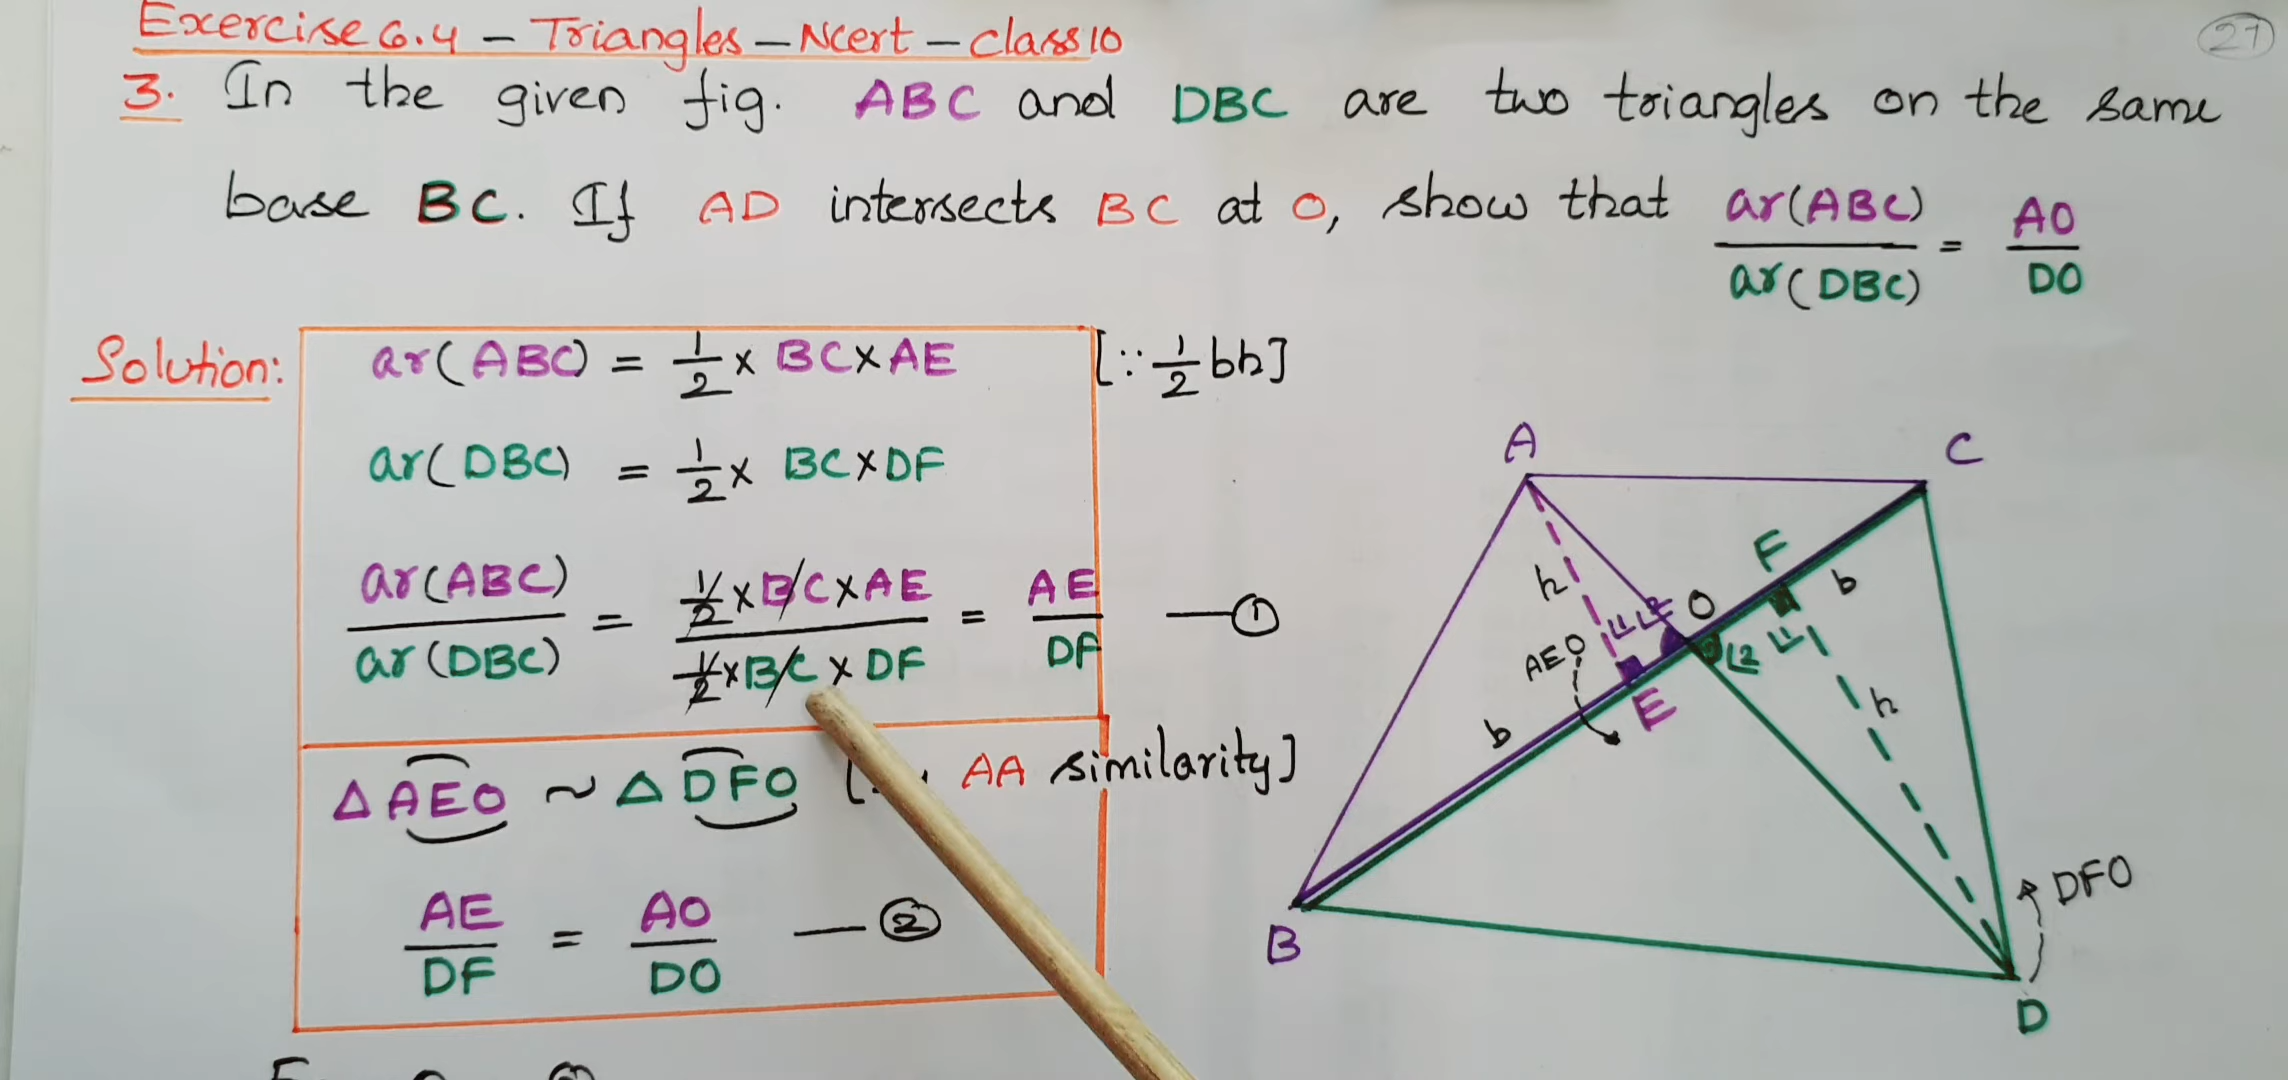 Exercise 6.4 – Triangles – Ncert – class 10
27
3. In the given fig. ABC and DBC are two triangles on the same
base BC. If AD intersects BC at O, show that ar(ABC)/ar(DBC) = AO/DO
Solution:
ar(ABC) = 1/2 × BC × AE [∵ 1/2 bh]
ar(DBC) = 1/2 × BC × DF
ar(ABC)/ar(DBC) = (1/2 × BC × AE)/(1/2 × BC × DF) = AE/DF —①
ΔAEO ~ ΔDFO [ AA similarity]
AE/DF = AO/DO —②
A
C
F
b
h
O
L1
L2
AEO
L2
L1
E
h
b
DFO
B
D